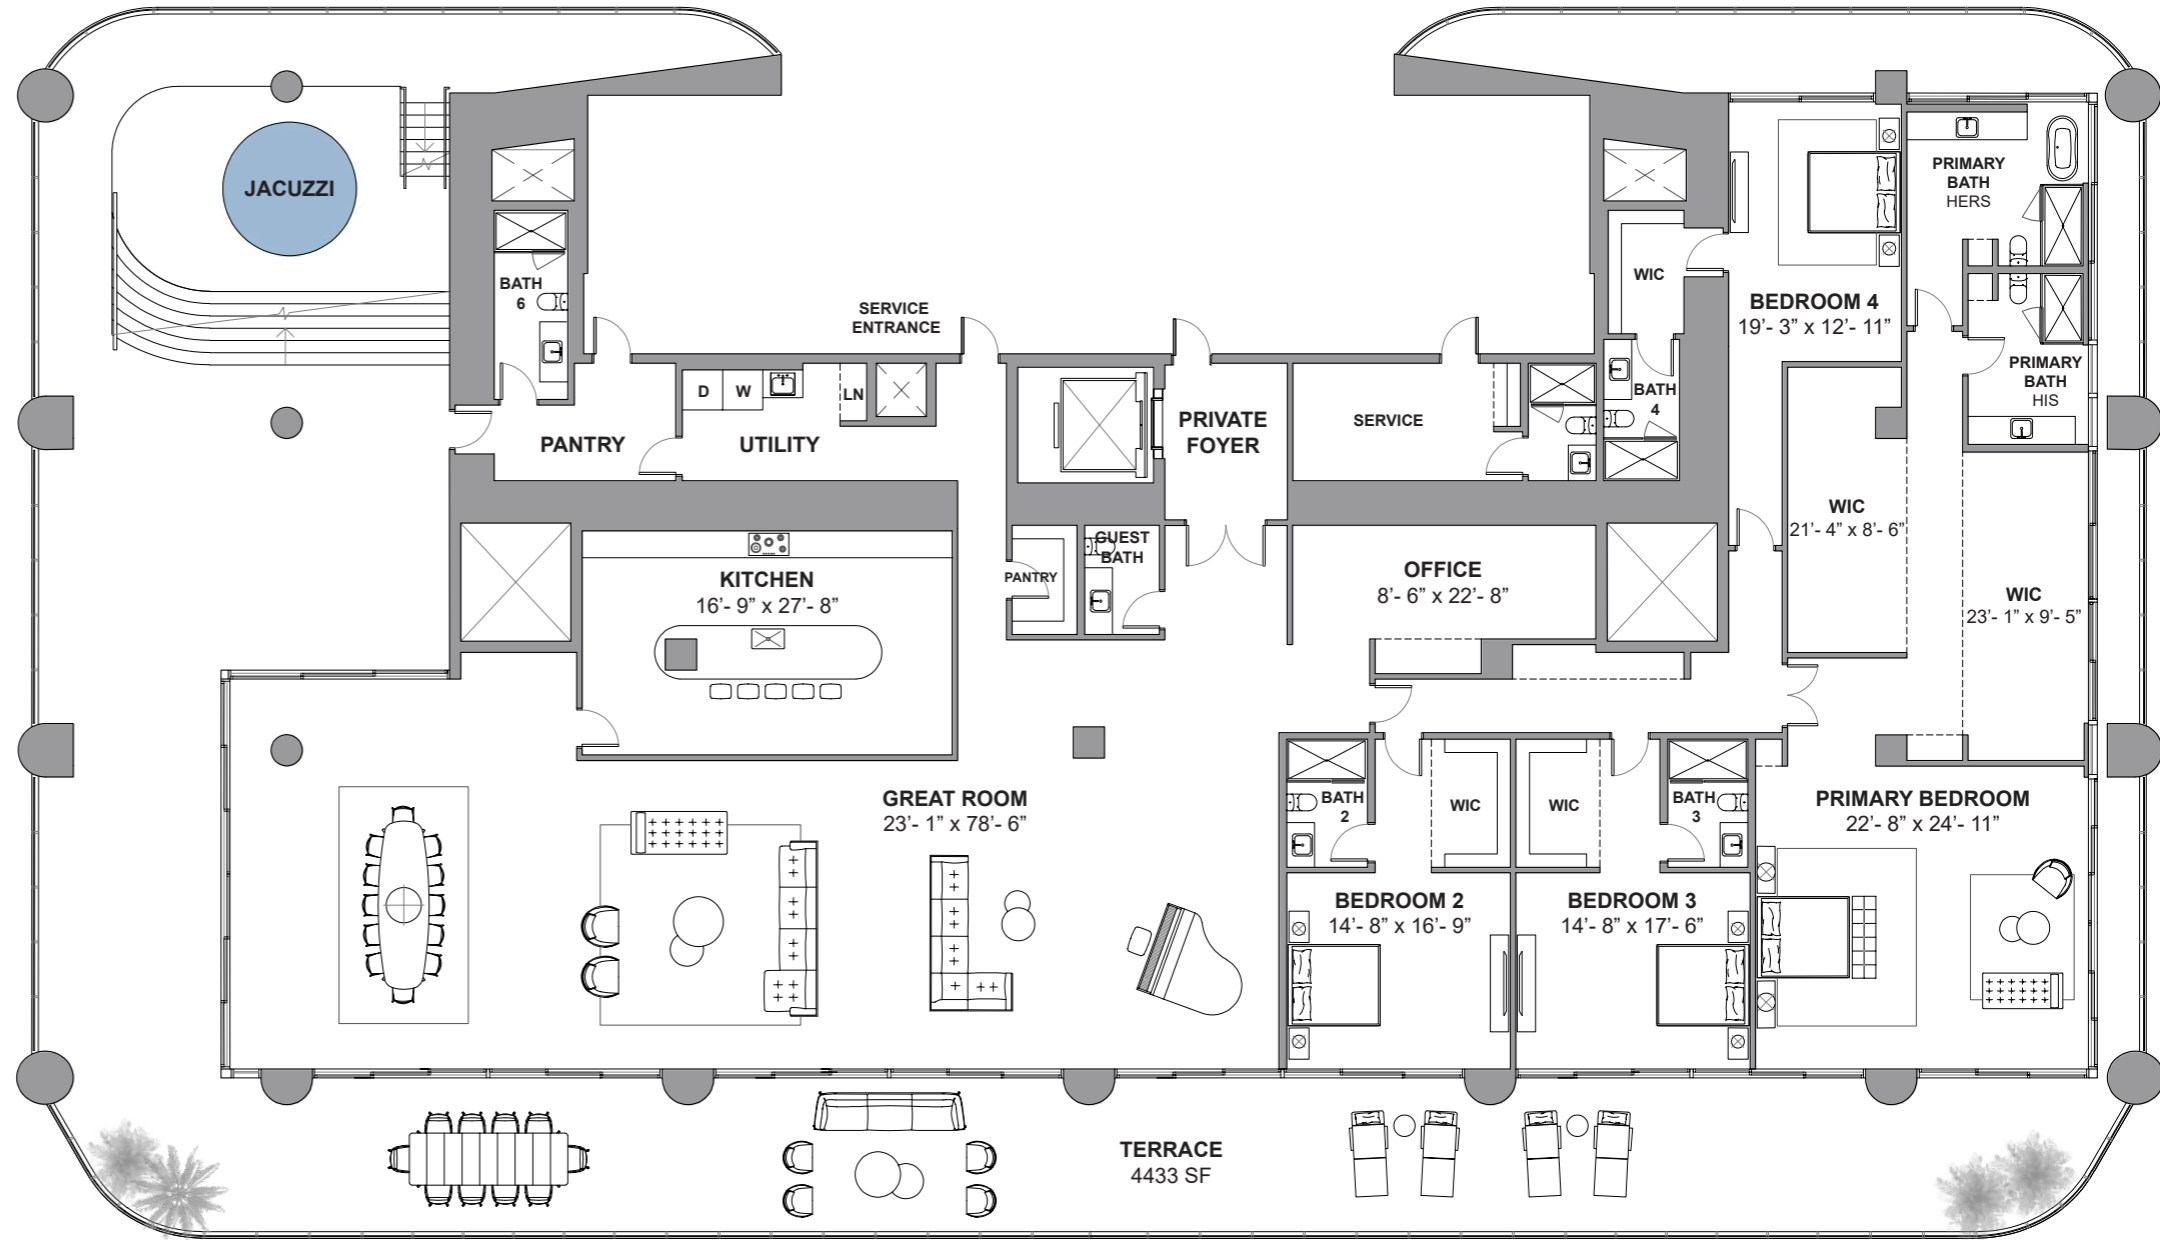 JACUZZI
BATH
6
SERVICE
ENTRANCE
PANTRY
D
W
LN
UTILITY
PRIVATE
FOYER
SERVICE
WIC
BATH
4
BEDROOM 4
19’- 3” x 12’- 11”
PRIMARY
BATH
HERS
PRIMARY
BATH
HIS
WIC
21’- 4” x 8’- 6”
WIC
23’- 1” x 9’- 5”
KITCHEN
16’- 9” x 27’- 8”
PANTRY
GUEST
BATH
OFFICE
8’- 6” x 22’- 8”
GREAT ROOM
23’- 1” x 78’- 6”
BATH
2
WIC
WIC
BATH
3
PRIMARY BEDROOM
22’- 8” x 24’- 11”
BEDROOM 2
14’- 8” x 16’- 9”
BEDROOM 3
14’- 8” x 17’- 6”
TERRACE
4433 SF